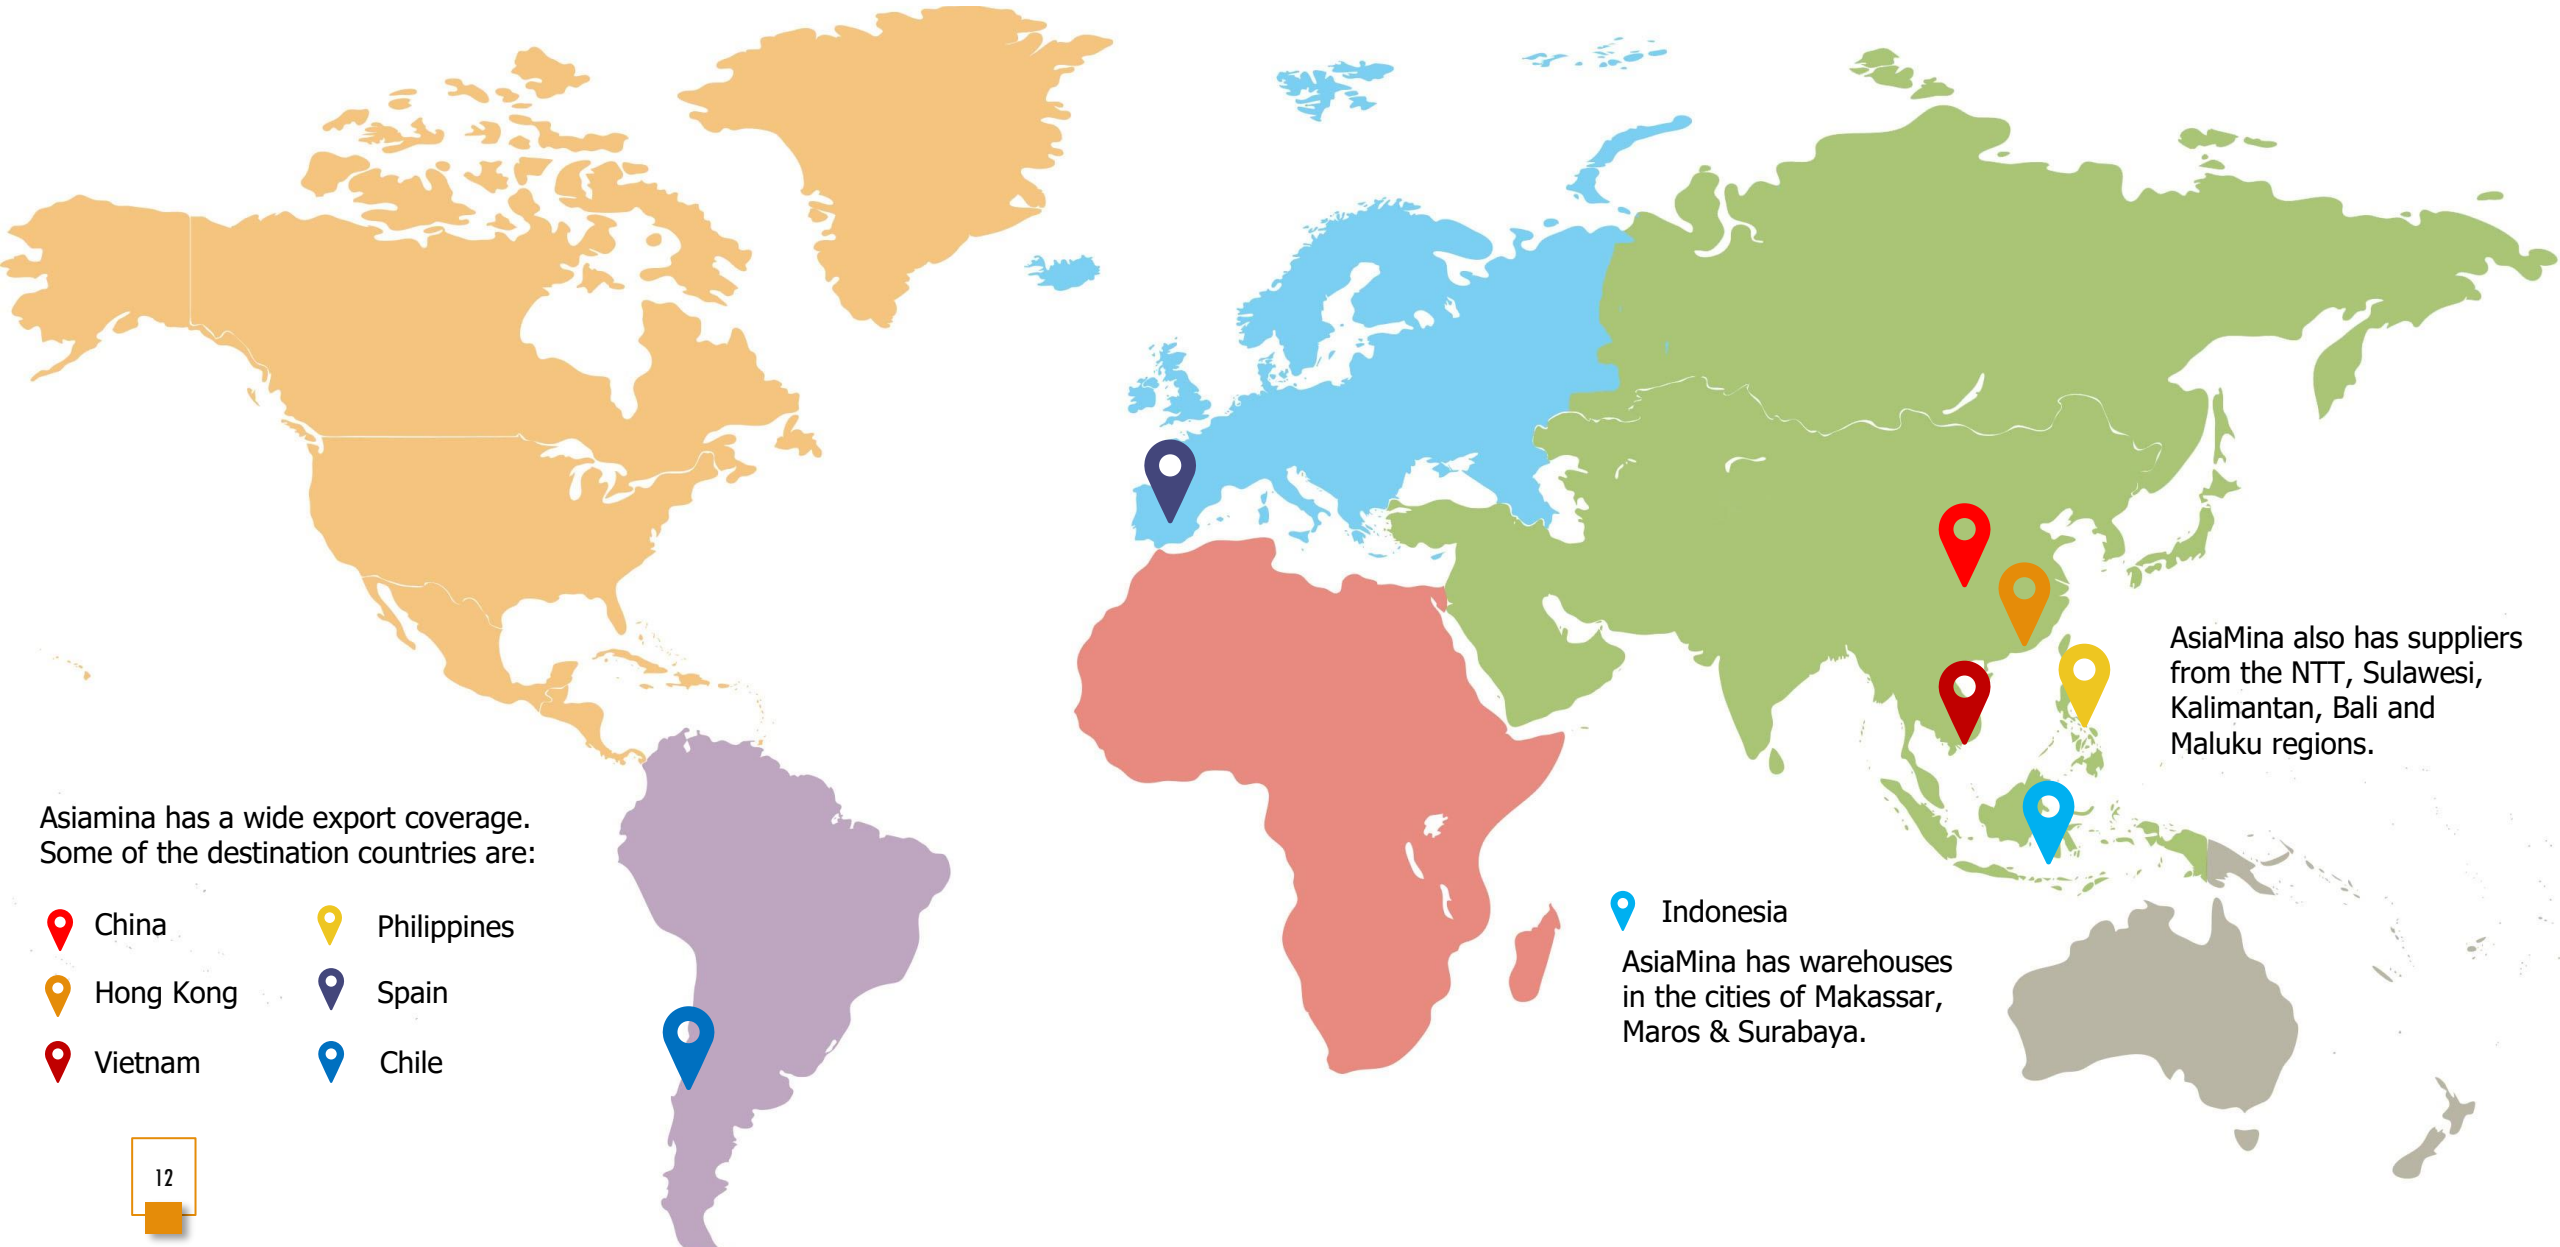 AsiaMina also has suppliers
from the NTT, Sulawesi,
Kalimantan, Bali and
Maluku regions.
Asiamina has a wide export coverage.
Some of the destination countries are:
China
Philippines
Hong Kong
Spain
Vietnam
Chile
Indonesia
AsiaMina has warehouses
in the cities of Makassar,
Maros & Surabaya.
12